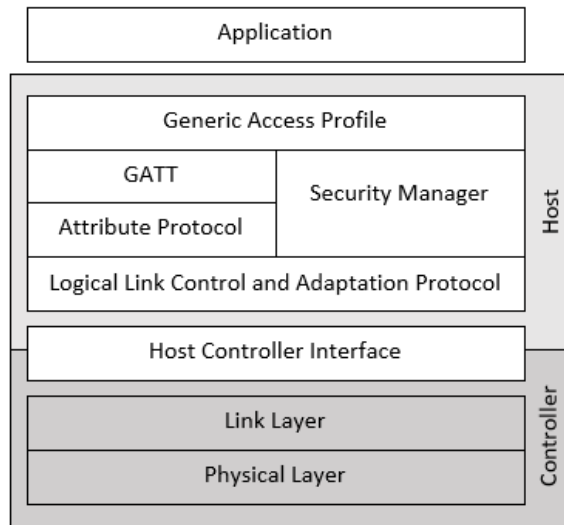 Application
Generic Access Profile
GATT
Security Manager
Attribute Protocol
Logical Link Control and Adaptation Protocol
Host
Host Controller Interface
Link Layer
Physical Layer
Controller